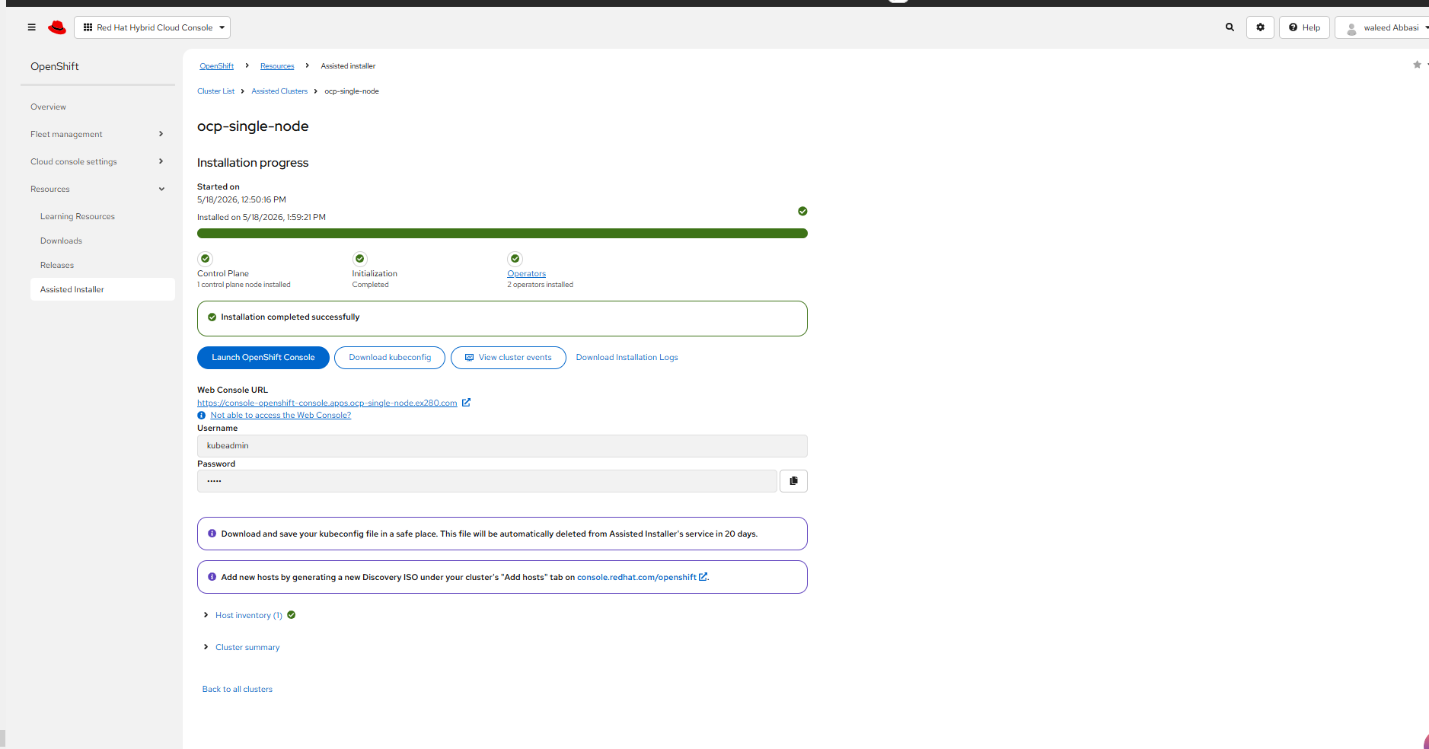 Red Hat Hybrid Cloud Console
Help
waleed Abbasi
OpenShift
Overview
Fleet management
Cloud console settings
Resources
Learning Resources
Downloads
Releases
Assisted Installer
OpenShift > Resources > Assisted installer
Cluster List > Assisted Clusters > ocp-single-node
ocp-single-node
Installation progress
Started on
5/18/2026, 12:50:16 PM
Installed on 5/18/2026, 1:59:21 PM
Control Plane
1 control plane node installed
Initialization
Completed
Operators
2 operators installed
Installation completed successfully
Launch OpenShift Console
Download kubeconfig
View cluster events
Download Installation Logs
Web Console URL
https://console-openshift-console.apps.ocp-single-node.ex280.com
Not able to access the Web Console?
Username
kubeadmin
Password
•••••
Download and save your kubeconfig file in a safe place. This file will be automatically deleted from Assisted Installer's service in 20 days.
Add new hosts by generating a new Discovery ISO under your cluster's "Add hosts" tab on console.redhat.com/openshift.
Host inventory (1)
Cluster summary
Back to all clusters